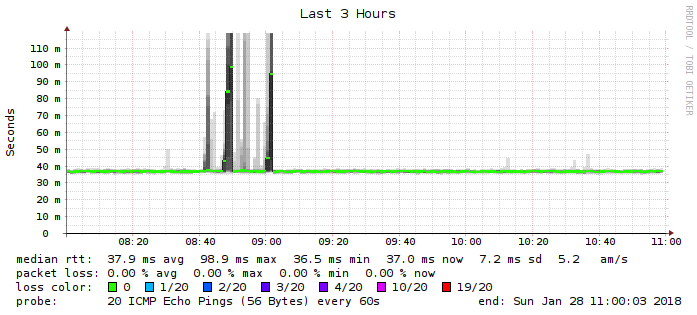 Last 3 Hours
RRDTOOL / TOBI OETIKER
Seconds
110 m
100 m
90 m
80 m
70 m
60 m
50 m
40 m
30 m
20 m
10 m
0
08:20 08:40 09:00 09:20 09:40 10:00 10:20 10:40 11:00
median rtt: 37.9 ms avg 98.9 ms max 36.5 ms min 37.0 ms now 7.2 ms sd 5.2 am/s
packet loss: 0.00 % avg 0.00 % max 0.00 % min 0.00 % now
loss color: 0 1/20 2/20 3/20 4/20 10/20 19/20
probe: 20 ICMP Echo Pings (56 Bytes) every 60s end: Sun Jan 28 11:00:03 2018